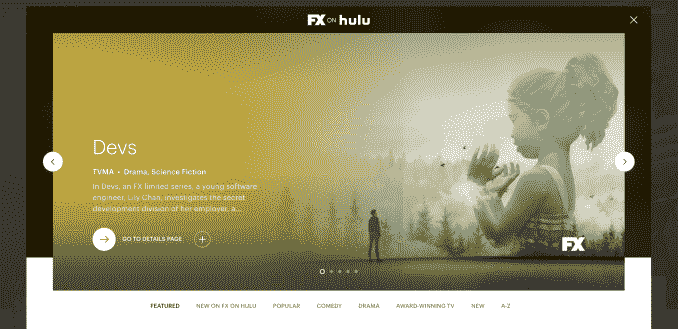 FX ON hulu
Devs
TVMA • Drama, Science Fiction
In Devs, an FX limited series, a young software
engineer, Lily Chan, investigates the secret
development division of her employer, a...
GO TO DETAILS PAGE
FX
FEATURED NEW ON FX ON HULU POPULAR COMEDY DRAMA AWARD-WINNING TV NEW A-Z